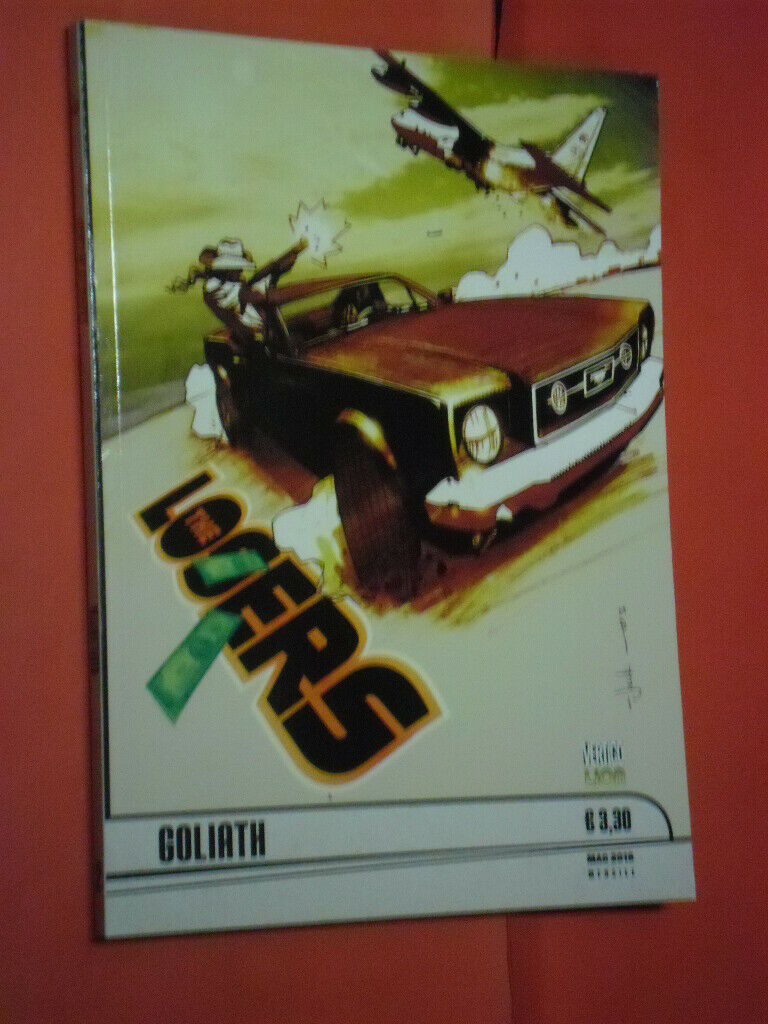 THE
LOSERS
GOLIATH
€ 3,30